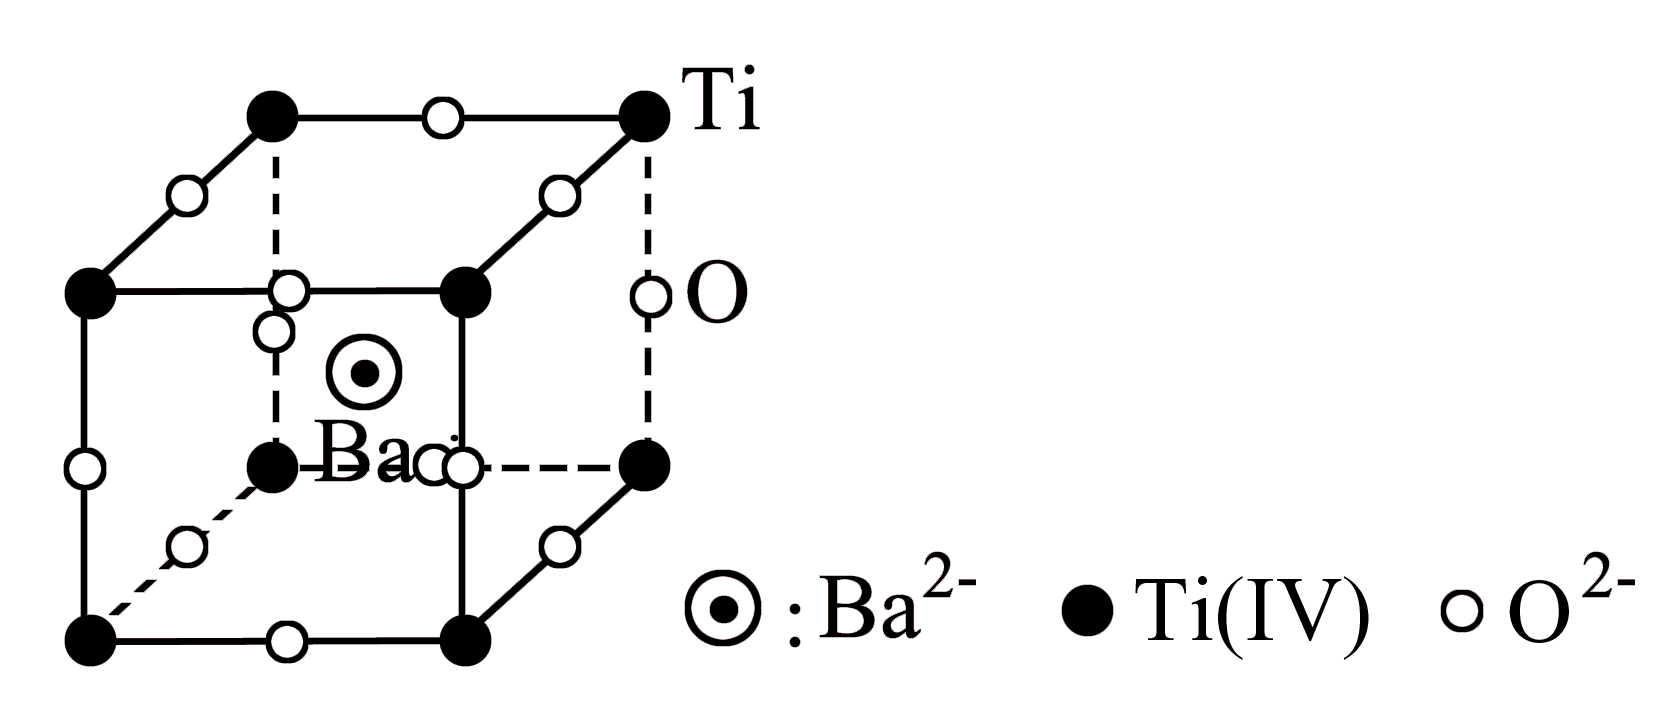 Ti
O
Ba
: Ba²⁻ Ti(IV) O²⁻